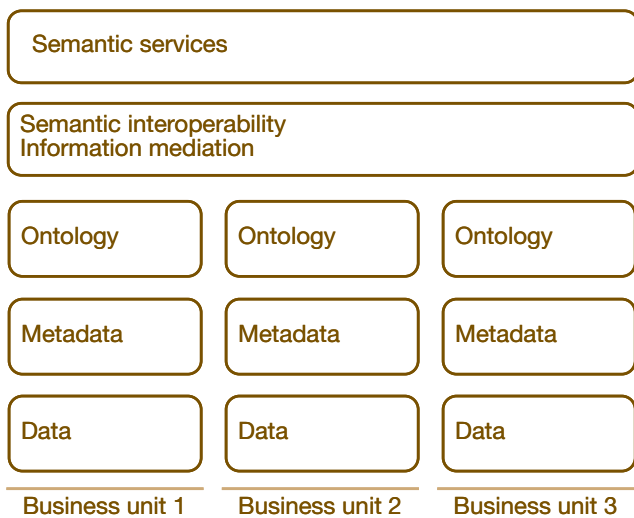 Semantic services
Semantic interoperability
Information mediation
Ontology Ontology Ontology
Metadata Metadata Metadata
Data Data Data
Business unit 1 Business unit 2 Business unit 3